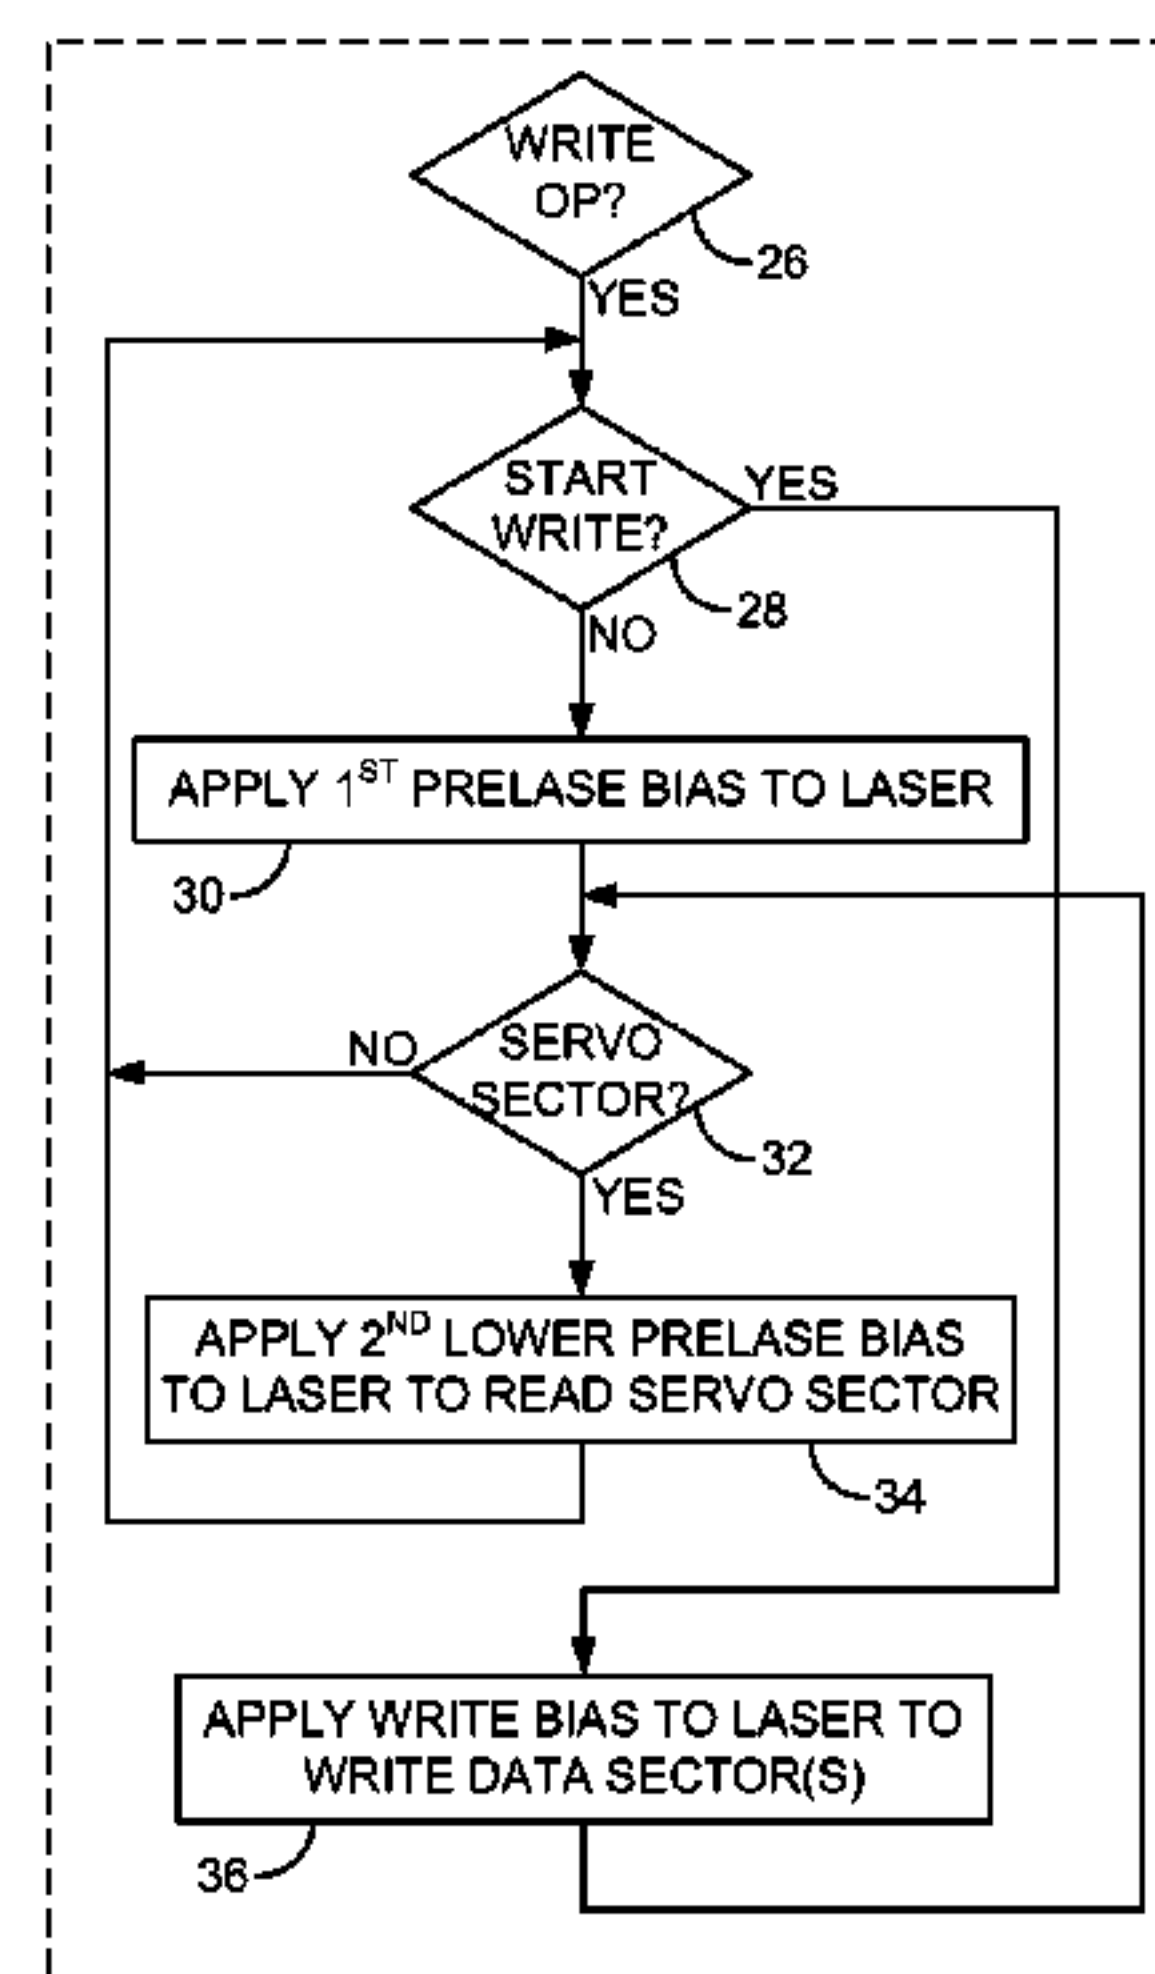 WRITE
OP?
26
YES
START
WRITE?
YES
28
NO
APPLY 1ST PRELASE BIAS TO LASER
30
NO
SERVO
SECTOR?
32
YES
APPLY 2ND LOWER PRELASE BIAS
TO LASER TO READ SERVO SECTOR
34
APPLY WRITE BIAS TO LASER TO
WRITE DATA SECTOR(S)
36